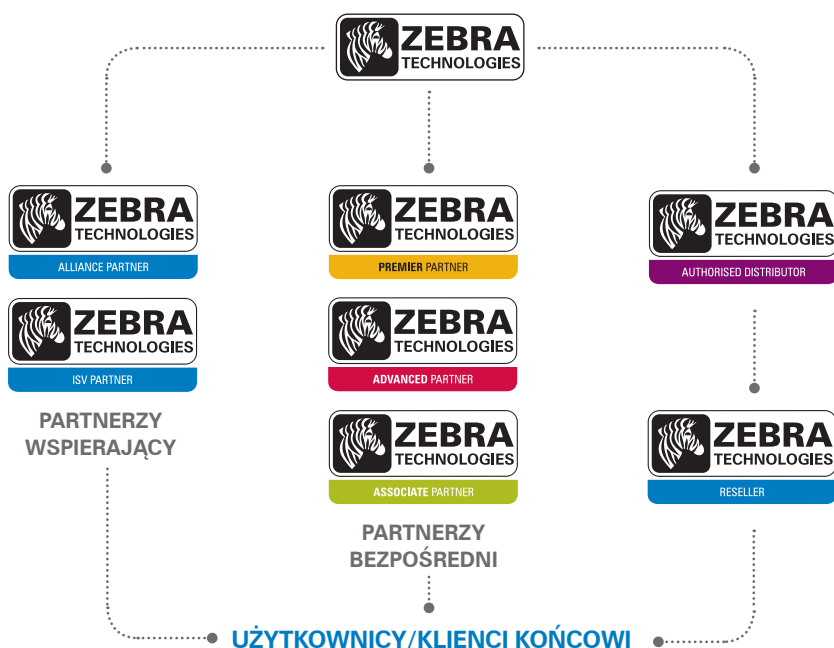 ZEBRA
TECHNOLOGIES
ZEBRA
TECHNOLOGIES
ALLIANCE PARTNER
ZEBRA
TECHNOLOGIES
ISV PARTNER
PARTNERZY
WSPIERAJĄCY
ZEBRA
TECHNOLOGIES
PREMIER PARTNER
ZEBRA
TECHNOLOGIES
ADVANCED PARTNER
ZEBRA
TECHNOLOGIES
ASSOCIATE PARTNER
PARTNERZY
BEZPOŚREDNI
ZEBRA
TECHNOLOGIES
AUTHORISED DISTRIBUTOR
ZEBRA
TECHNOLOGIES
RESELLER
UŻYTKOWNICY/KLIENCI KOŃCOWI